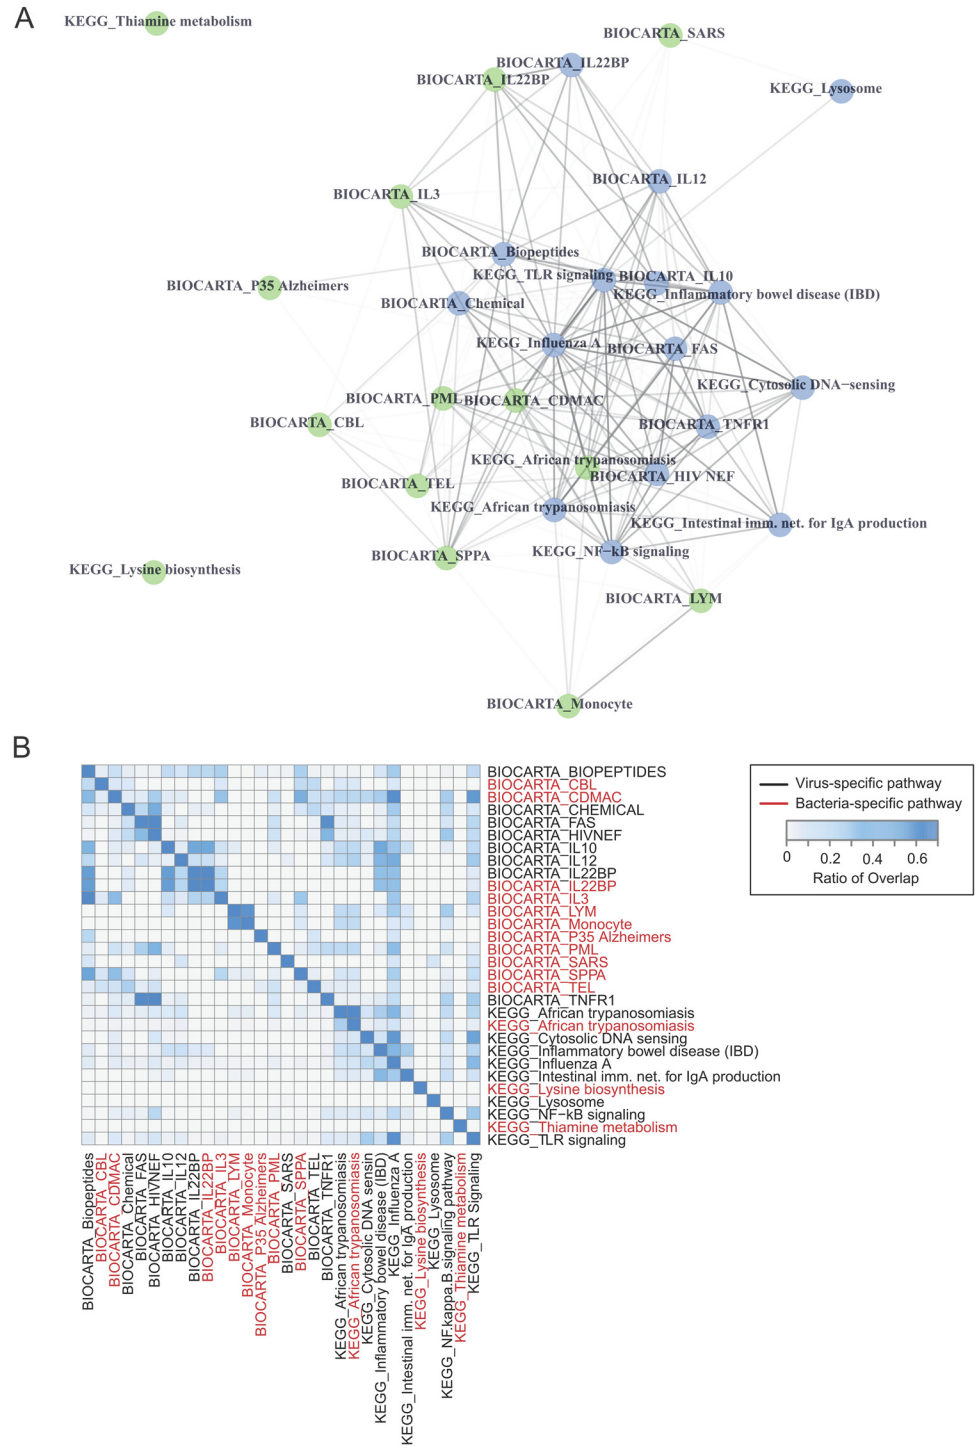 A
KEGG_Thiamine metabolism
BIOCARTA_SARS
BIOCARTA_IL22BP
BIOCARTA_IL22BP
KEGG_Lysosome
BIOCARTA_IL12
BIOCARTA_IL3
BIOCARTA_Biopeptides
KEGG_TLR signaling
BIOCARTA_IL10
BIOCARTA_P35 Alzheimers
KEGG_Inflammatory bowel disease (IBD)
BIOCARTA_Chemical
KEGG_Influenza A
BIOCARTA_FAS
KEGG_Cytosolic DNA−sensing
BIOCARTA_PML
BIOCARTA_CDMAC
BIOCARTA_CBL
BIOCARTA_TNFR1
KEGG_African trypanosomiasis
BIOCARTA_HIV NEF
BIOCARTA_TEL
KEGG_African trypanosomiasis
KEGG_Intestinal imm. net. for IgA production
BIOCARTA_SPPA
KEGG_NF−kB signaling
KEGG_Lysine biosynthesis
BIOCARTA_LYM
BIOCARTA_Monocyte
B
BIOCARTA_BIOPEPTIDES
BIOCARTA_CBL
BIOCARTA_CDMAC
BIOCARTA_CHEMICAL
BIOCARTA_FAS
BIOCARTA_HIVNEF
BIOCARTA_IL10
BIOCARTA_IL12
BIOCARTA_IL22BP
BIOCARTA_IL22BP
BIOCARTA_IL3
BIOCARTA_LYM
BIOCARTA_Monocyte
BIOCARTA_P35 Alzheimers
BIOCARTA_PML
BIOCARTA_SARS
BIOCARTA_SPPA
BIOCARTA_TEL
BIOCARTA_TNFR1
KEGG_African trypanosomiasis
KEGG_African trypanosomiasis
KEGG_Cytosolic DNA sensing
KEGG_Inflammatory bowel disease (IBD)
KEGG_Influenza A
KEGG_Intestinal imm. net. for IgA production
KEGG_Lysine biosynthesis
KEGG_Lysosome
KEGG_NF−kB signaling
KEGG_Thiamine metabolism
KEGG_TLR signaling
Virus-specific pathway
Bacteria-specific pathway
0 0.2 0.4 0.6
Ratio of Overlap
BIOCARTA_Biopeptides
BIOCARTA_CBL
BIOCARTA_CDMAC
BIOCARTA_Chemical
BIOCARTA_FAS
BIOCARTA_HIVNEF
BIOCARTA_IL10
BIOCARTA_IL12
BIOCARTA_IL22BP
BIOCARTA_IL22BP
BIOCARTA_IL3
BIOCARTA_LYM
BIOCARTA_Monocyte
BIOCARTA_P35 Alzheimers
BIOCARTA_PML
BIOCARTA_SARS
BIOCARTA_SPPA
BIOCARTA_TEL
BIOCARTA_TNFR1
KEGG_African trypanosomiasis
KEGG_African trypanosomiasis
KEGG_Cytosolic DNA sensin
KEGG_Inflammatory bowel disease (IBD)
KEGG_Influenza A
KEGG_Intestinal imm. net. for IgA production
KEGG_Lysine biosynthesis
KEGG_Lysosome
KEGG_NF.kappa.B.signaling pathway
KEGG_Thiamine metabolism
KEGG_TLR Signaling